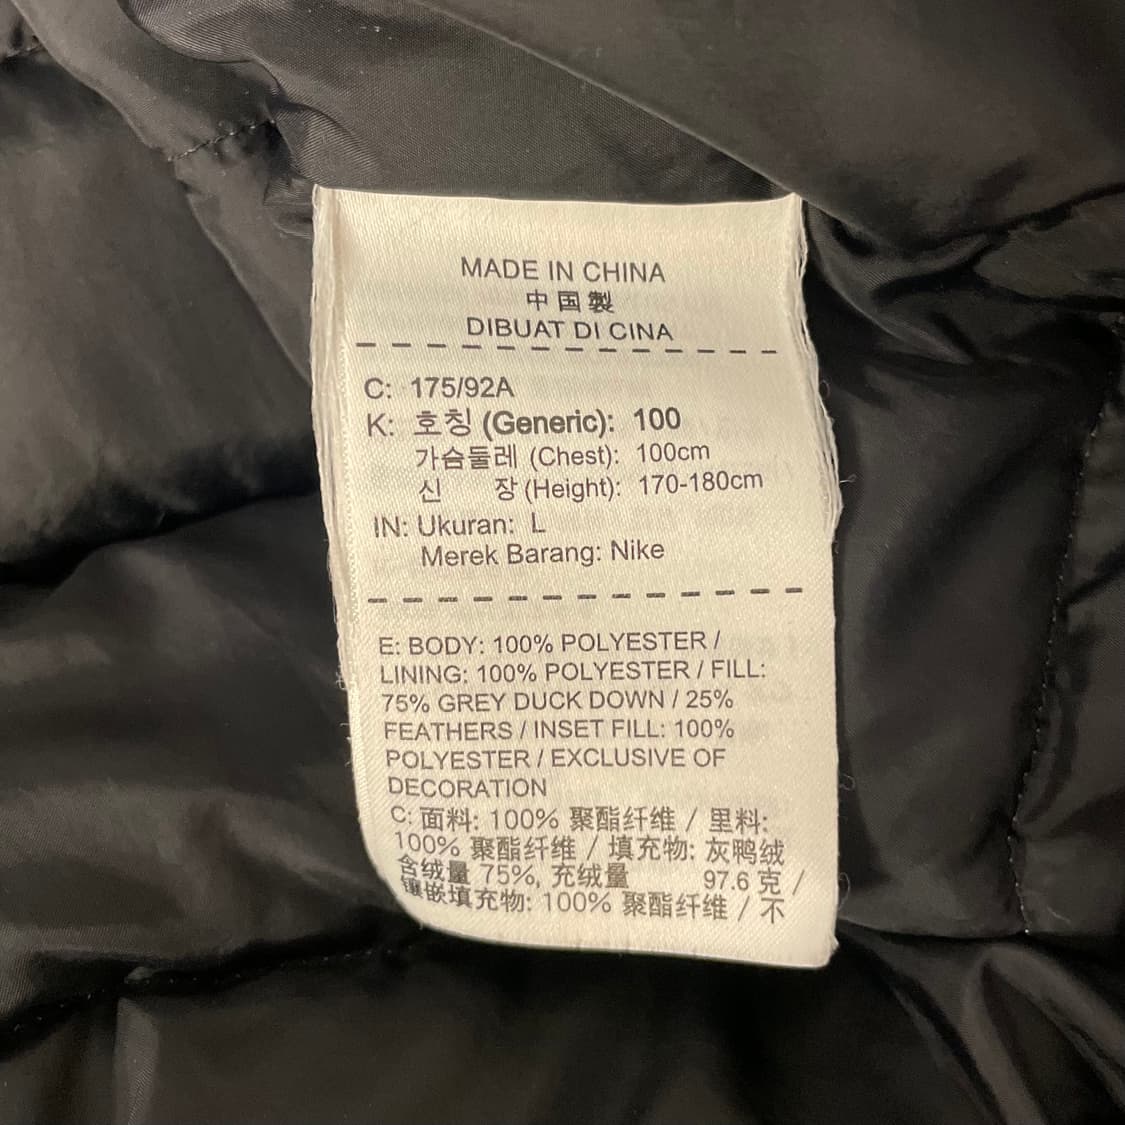 MADE IN CHINA
中国製
DIBUAT DI CINA
C: 175/92A
K: 호칭 (Generic): 100
가슴둘레 (Chest): 100cm
신 장 (Height): 170-180cm
IN: Ukuran: L
Merek Barang: Nike
E: BODY: 100% POLYESTER /
LINING: 100% POLYESTER / FILL:
75% GREY DUCK DOWN / 25%
FEATHERS / INSET FILL: 100%
POLYESTER / EXCLUSIVE OF
DECORATION
C: 面料: 100% 聚酯纤维 / 里料:
100% 聚酯纤维 / 填充物: 灰鸭绒
含绒量 75%, 充绒量 97.6 克 /
镶嵌填充物: 100% 聚酯纤维 / 不